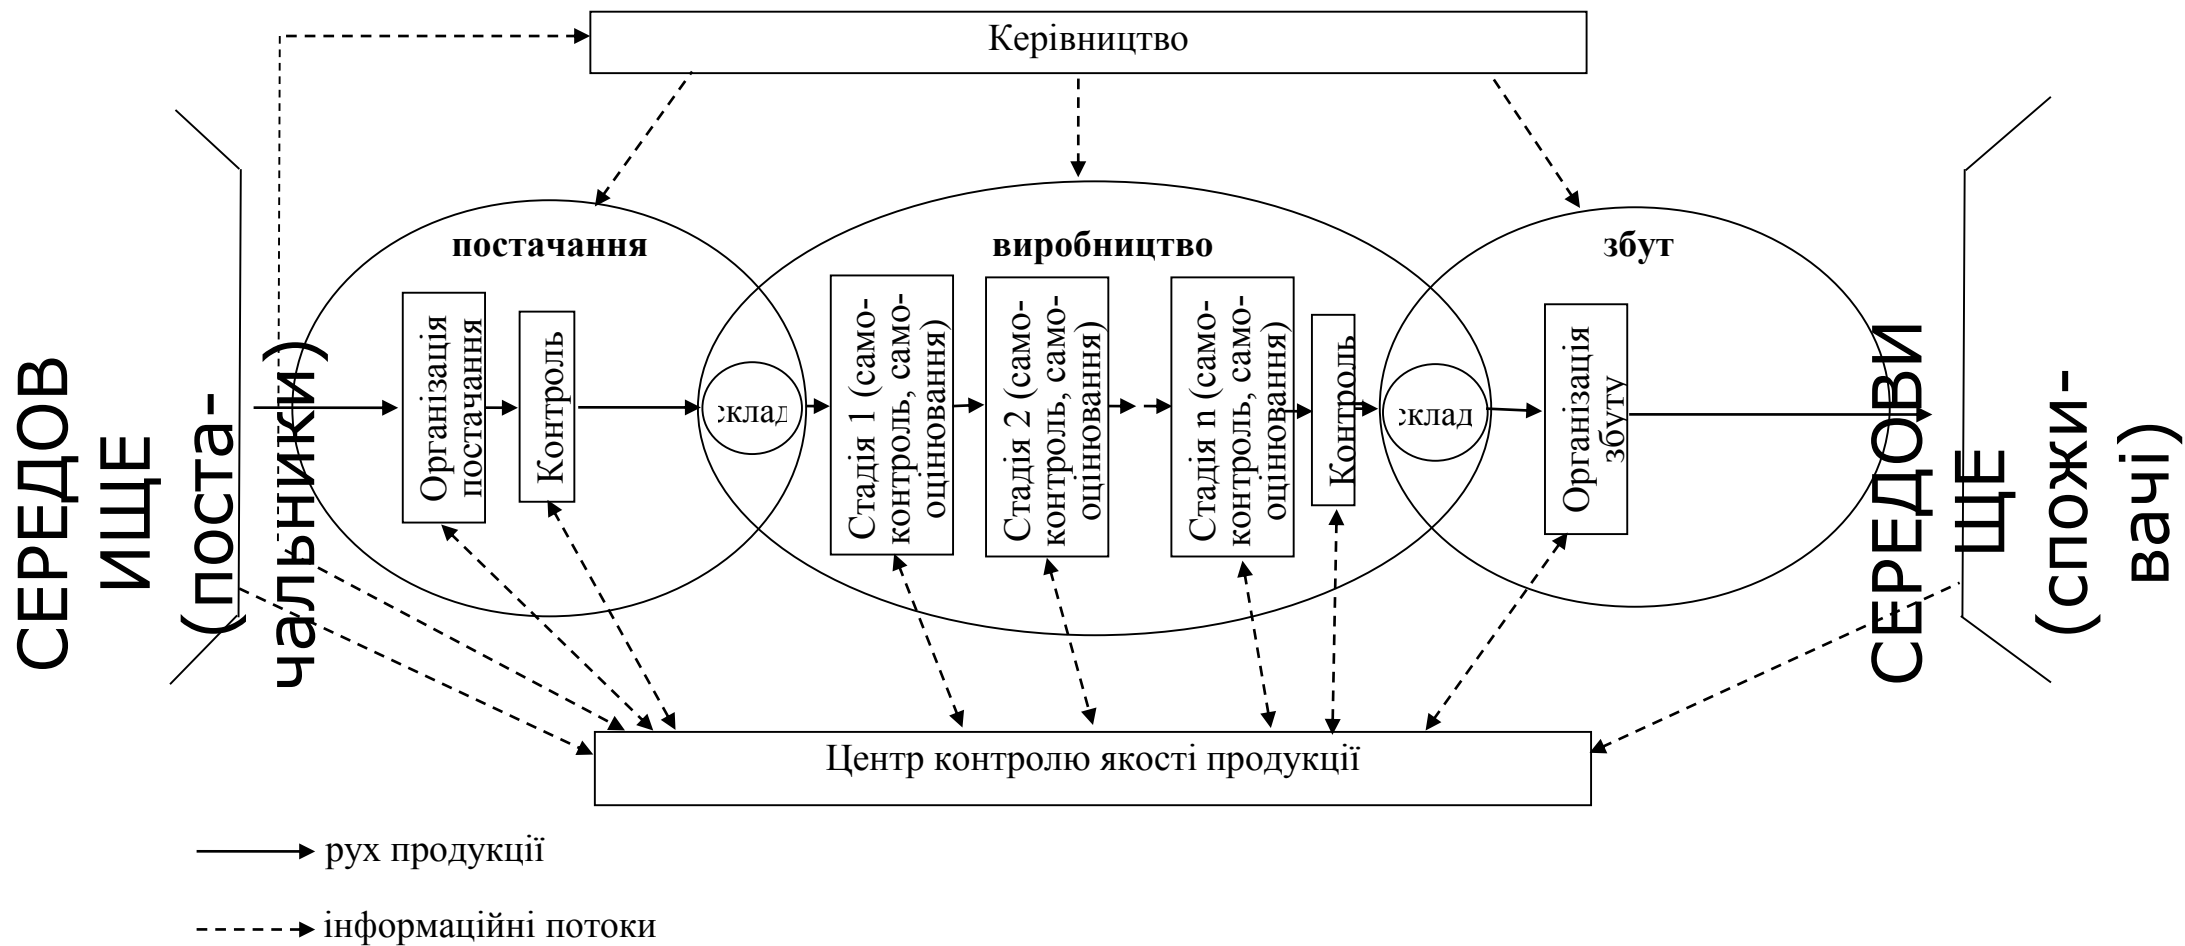 Керівництво
СЕРЕДОВ
ИЩЕ
(поста-
чальники)
постачання
Організація
постачання
Контроль
склад
виробництво
Стадія 1 (само-
контроль, само-
оцінювання)
Стадія 2 (само-
контроль, само-
оцінювання)
Стадія n (само-
контроль, само-
оцінювання)
Контроль
склад
збут
Організація
збуту
СЕРЕДОВИ
ЩЕ
(спожи-
вачі)
Центр контролю якості продукції
рух продукції
інформаційні потоки